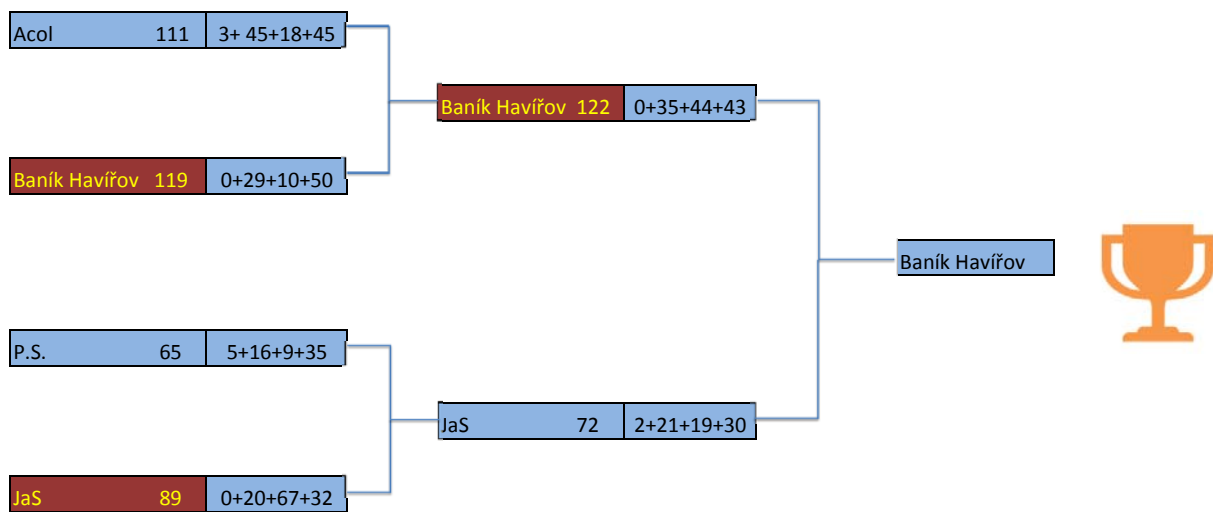 Acol 111 3+ 45+18+45
Baník Havířov 122 0+35+44+43
Baník Havířov 119 0+29+10+50
Baník Havířov
P.S. 65 5+16+9+35
JaS 72 2+21+19+30
JaS 89 0+20+67+32